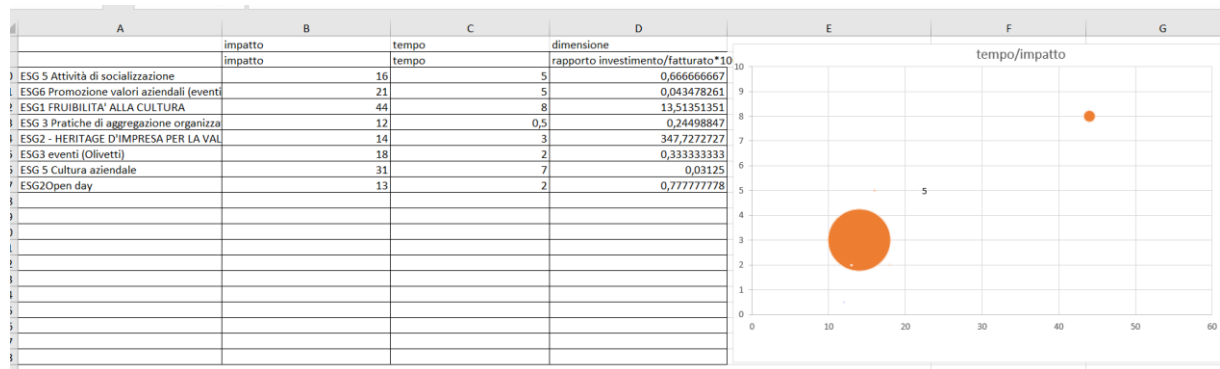 A B C D E F G
impatto tempo dimensione
impatto tempo rapporto investimento/fatturato*10
ESG 5 Attività di socializzazione 16 5 0,666666667
ESG6 Promozione valori aziendali (eventi 21 5 0,043478261
ESG1 FRUIBILITA' ALLA CULTURA 44 8 13,51351351
ESG 3 Pratiche di aggregazione organizza 12 0,5 0,24498847
ESG2 - HERITAGE D'IMPRESA PER LA VAL 14 3 347,7272727
ESG3 eventi (Olivetti) 18 2 0,333333333
ESG 5 Cultura aziendale 31 7 0,03125
ESG2Open day 13 2 0,777777778
tempo/impatto
10
9
8
7
6
5
5
4
3
2
1
0
0 10 20 30 40 50 60